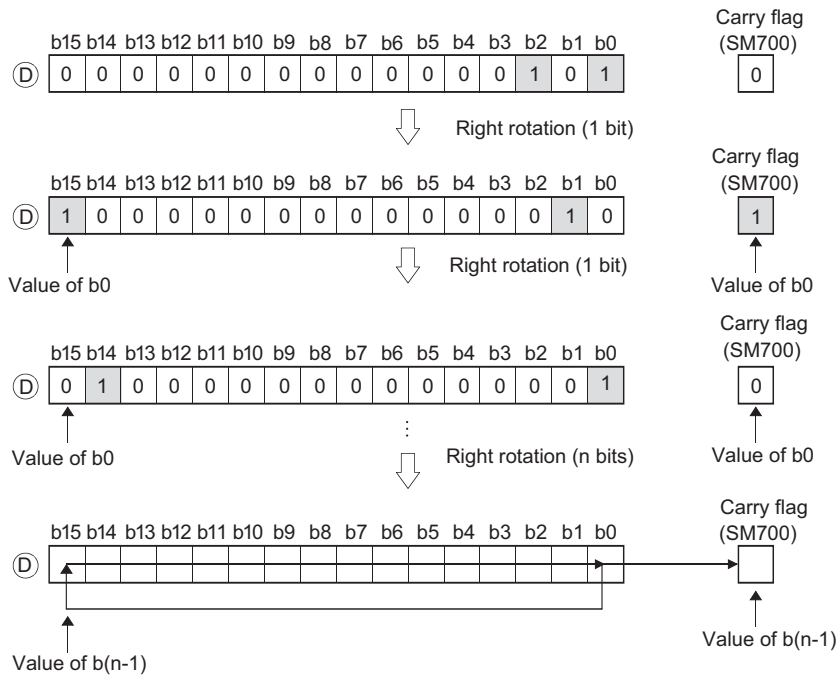 Carry flag
(SM700)
b15 b14 b13 b12 b11 b10 b9 b8 b7 b6 b5 b4 b3 b2 b1 b0
D 0 0 0 0 0 0 0 0 0 0 0 0 0 1 0 1 0
Right rotation (1 bit)
Carry flag
(SM700)
b15 b14 b13 b12 b11 b10 b9 b8 b7 b6 b5 b4 b3 b2 b1 b0
D 1 0 0 0 0 0 0 0 0 0 0 0 0 0 1 0 1
Value of b0 Right rotation (1 bit) Value of b0
Carry flag
(SM700)
b15 b14 b13 b12 b11 b10 b9 b8 b7 b6 b5 b4 b3 b2 b1 b0
D 0 1 0 0 0 0 0 0 0 0 0 0 0 0 0 1 0
⋮
Value of b0 Right rotation (n bits) Value of b0
Carry flag
(SM700)
b15 b14 b13 b12 b11 b10 b9 b8 b7 b6 b5 b4 b3 b2 b1 b0
D
Value of b(n-1) Value of b(n-1)